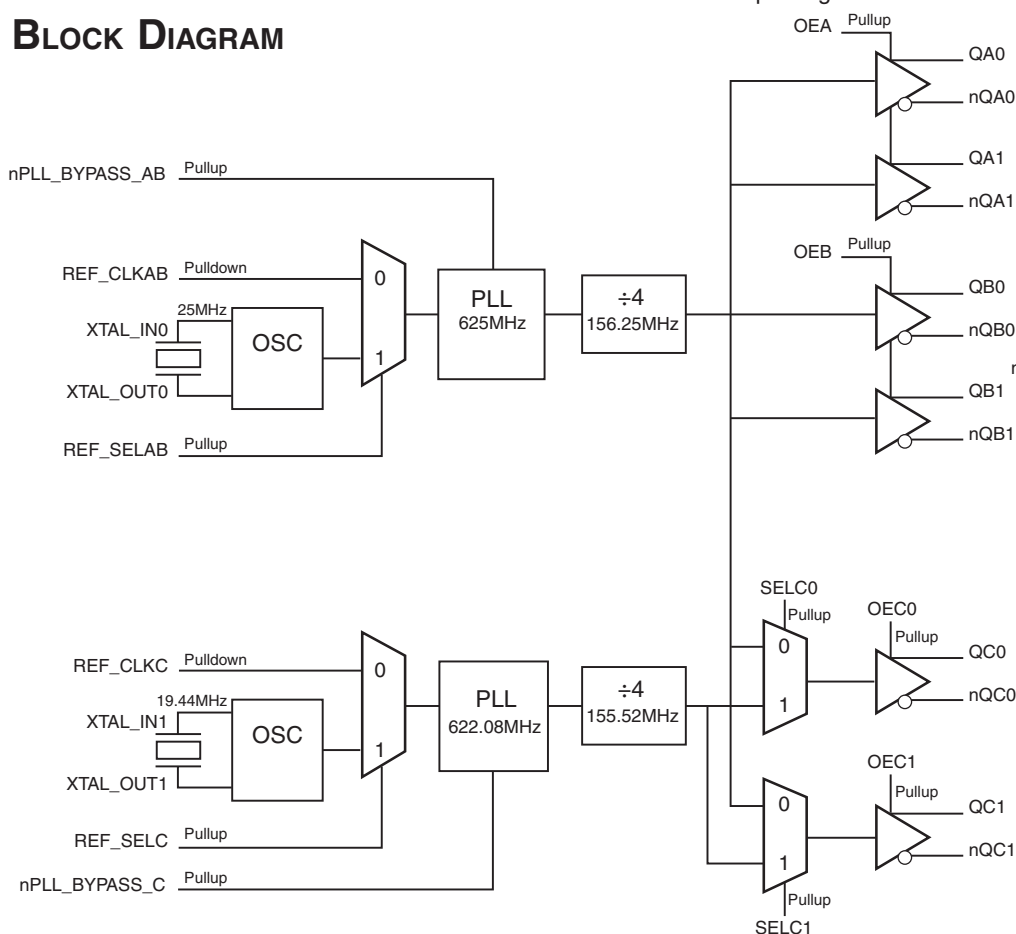 BLOCK DIAGRAM
OEA Pullup
QA0
nQA0
QA1
nQA1
nPLL_BYPASS_AB Pullup
REF_CLKAB Pulldown
0
25MHz
XTAL_IN0
OSC
1
XTAL_OUT0
REF_SELAB Pullup
PLL
625MHz
÷4
156.25MHz
OEB Pullup
QB0
nQB0
QB1
nQB1
REF_CLKC Pulldown
0
19.44MHz
XTAL_IN1
OSC
1
XTAL_OUT1
REF_SELC Pullup
nPLL_BYPASS_C Pullup
PLL
622.08MHz
÷4
155.52MHz
SELC0
Pullup
0
1
OEC0
Pullup
QC0
nQC0
0
1
Pullup
SELC1
OEC1
Pullup
QC1
nQC1